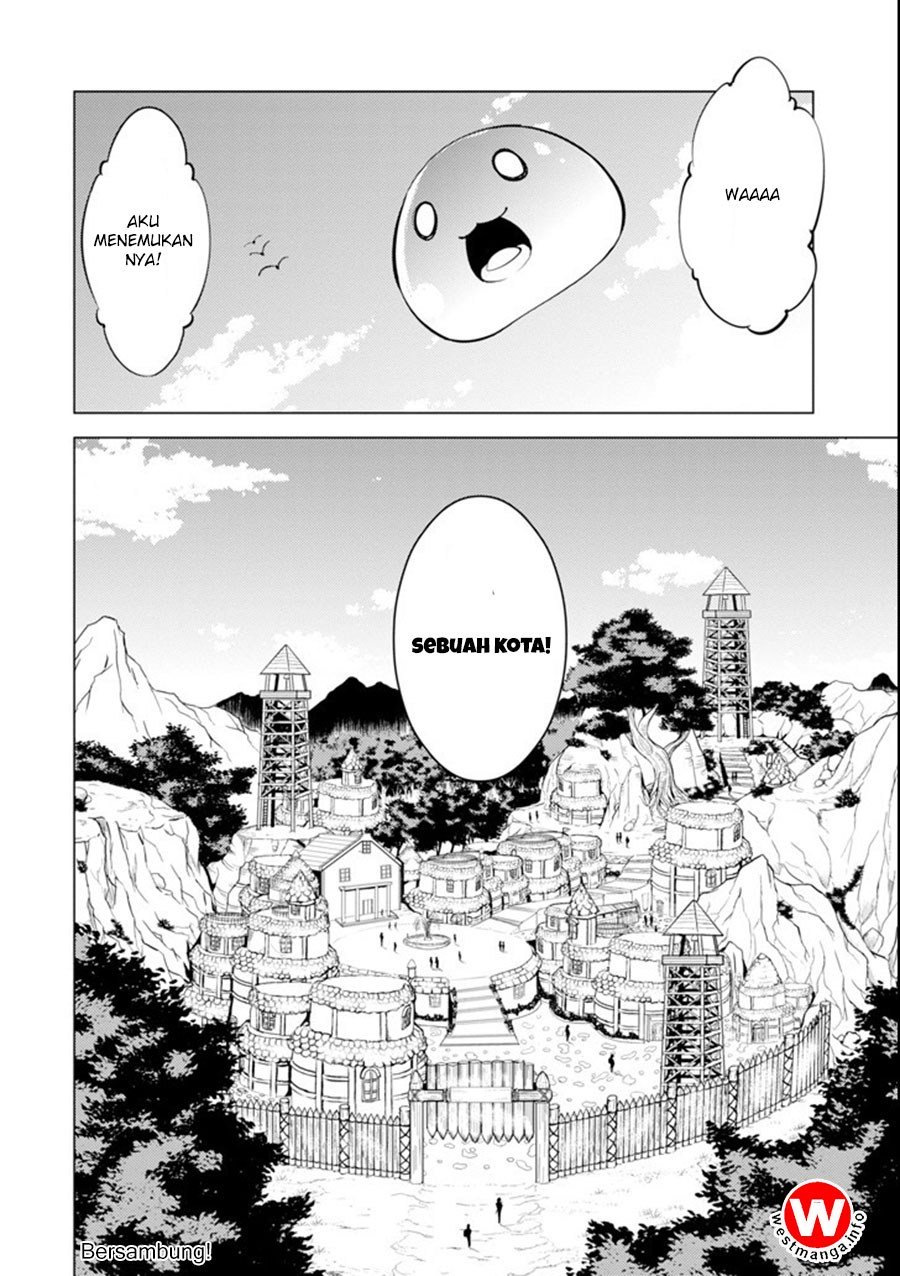 WAAAA
AKU
MENEMUKAN
NYA!
SEBUAH KOTA!
Bersambung!
W
westmanga.info